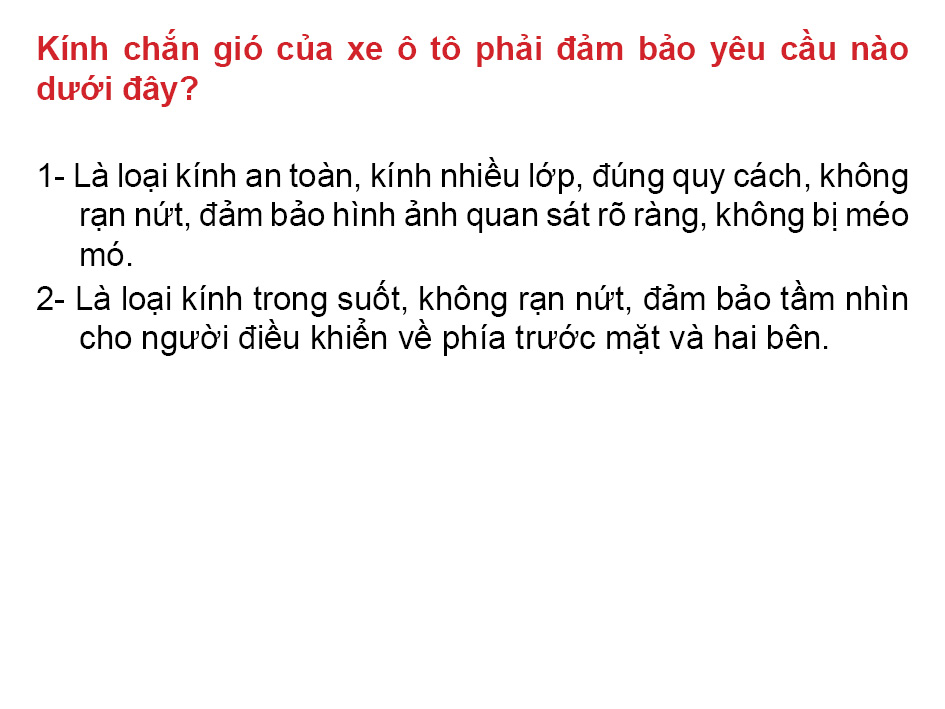 Kính chắn gió của xe ô tô phải đảm bảo yêu cầu nào
dưới đây?
1- Là loại kính an toàn, kính nhiều lớp, đúng quy cách, không
rạn nứt, đảm bảo hình ảnh quan sát rõ ràng, không bị méo
mó.
2- Là loại kính trong suốt, không rạn nứt, đảm bảo tầm nhìn
cho người điều khiển về phía trước mặt và hai bên.